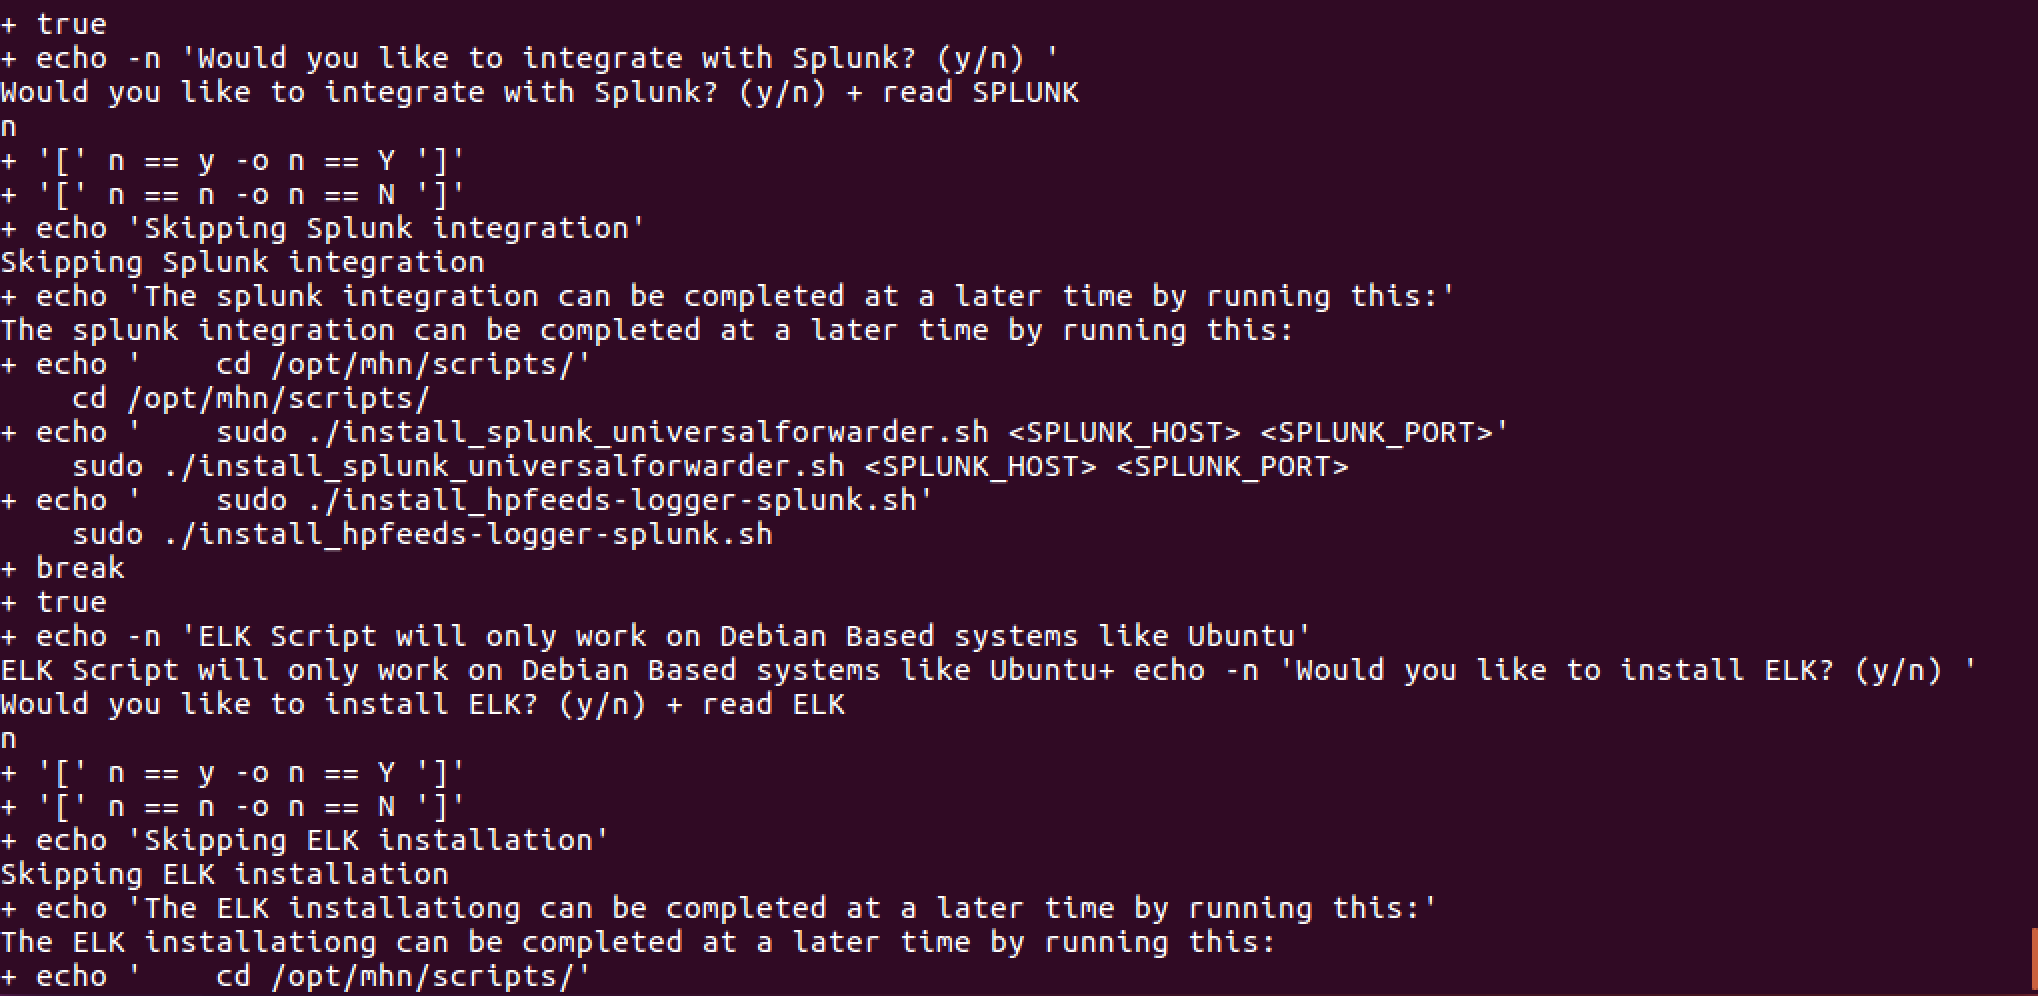 + true
+ echo -n 'Would you like to integrate with Splunk? (y/n) '
Would you like to integrate with Splunk? (y/n) + read SPLUNK
n
+ '[' n == y -o n == Y ']'
+ '[' n == n -o n == N ']'
+ echo 'Skipping Splunk integration'
Skipping Splunk integration
+ echo 'The splunk integration can be completed at a later time by running this:'
The splunk integration can be completed at a later time by running this:
+ echo '    cd /opt/mhn/scripts/'
    cd /opt/mhn/scripts/
+ echo '    sudo ./install_splunk_universalforwarder.sh <SPLUNK_HOST> <SPLUNK_PORT>'
    sudo ./install_splunk_universalforwarder.sh <SPLUNK_HOST> <SPLUNK_PORT>
+ echo '    sudo ./install_hpfeeds-logger-splunk.sh'
    sudo ./install_hpfeeds-logger-splunk.sh
+ break
+ true
+ echo -n 'ELK Script will only work on Debian Based systems like Ubuntu'
ELK Script will only work on Debian Based systems like Ubuntu+ echo -n 'Would you like to install ELK? (y/n) '
Would you like to install ELK? (y/n) + read ELK
n
+ '[' n == y -o n == Y ']'
+ '[' n == n -o n == N ']'
+ echo 'Skipping ELK installation'
Skipping ELK installation
+ echo 'The ELK installationg can be completed at a later time by running this:'
The ELK installationg can be completed at a later time by running this:
+ echo '    cd /opt/mhn/scripts/'